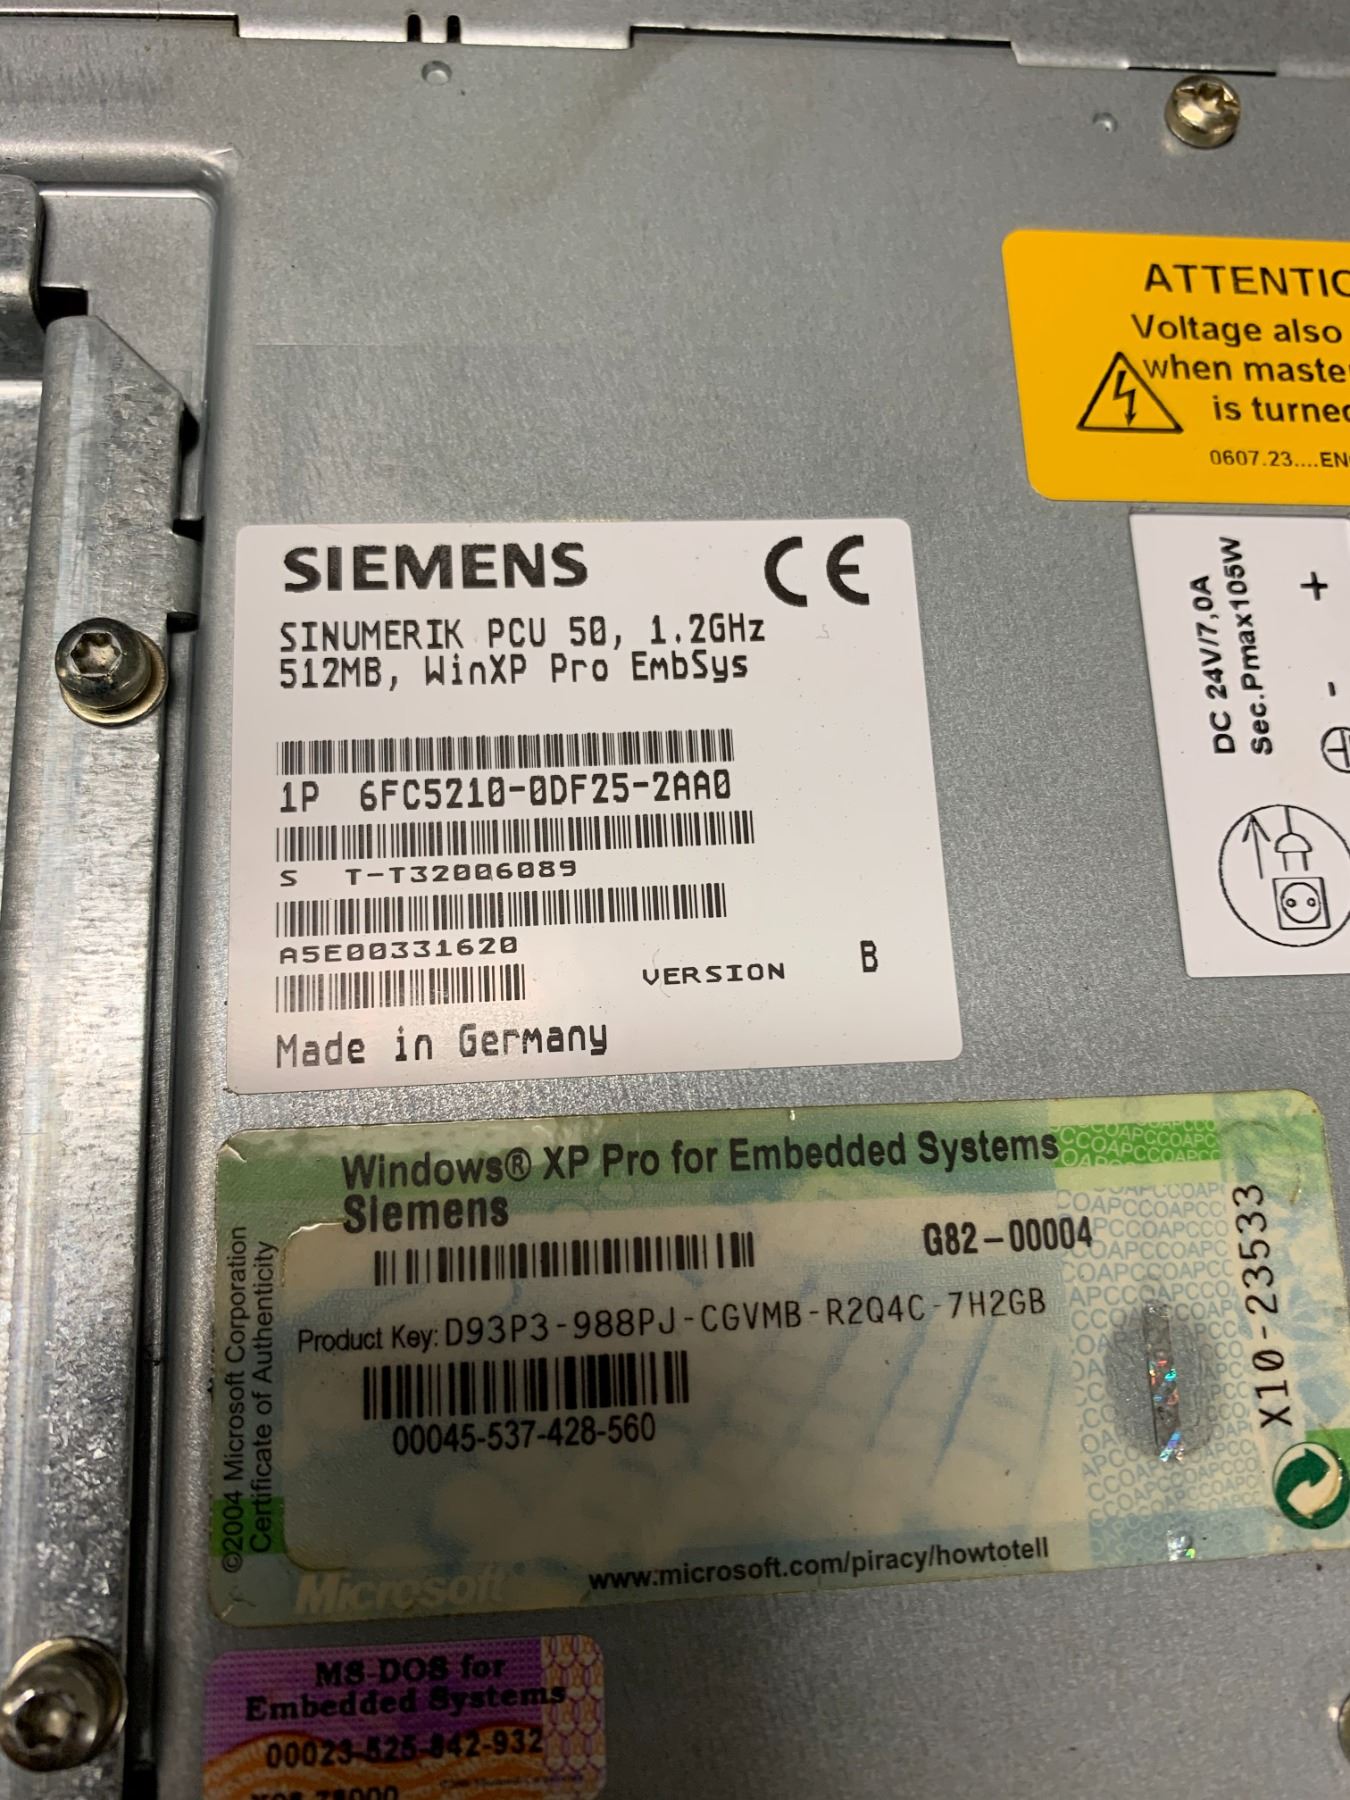 ATTENTIO
Voltage also
when maste
is turned
0607.23....EN
SIEMENS CE
SINUMERIK PCU 50, 1.2GHz
512MB, WinXP Pro EmbSys
1P 6FC5210-0DF25-2AA0
S T-T32006089
A5E00331620
VERSION B
Made in Germany
DC 24V/7,0A
Sec.Pmax105W
+
-
Windows® XP Pro for Embedded Systems
Siemens
G82-00004
Product Key: D93P3-988PJ-CGVMB-R2Q4C-7H2GB
00045-537-428-560
X10-23533
©2004 Microsoft Corporation
Certificate of Authenticity
www.microsoft.com/piracy/howtotell
Microsoft
MS-DOS for
Embedded Systems
00023-525-842-932